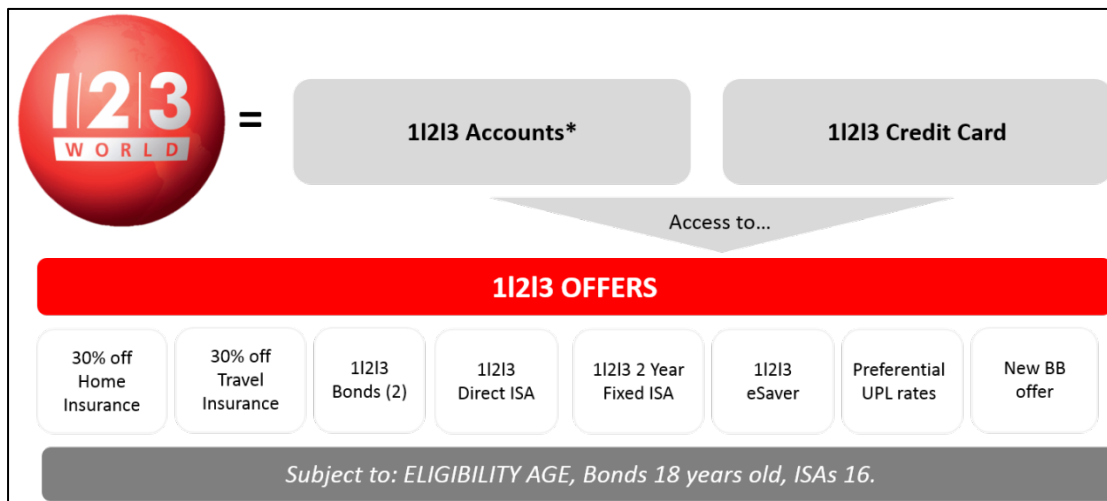 1|2|3
WORLD
=
1l2l3 Accounts*
1l2l3 Credit Card
Access to...
1l2l3 OFFERS
30% off
Home
Insurance
30% off
Travel
Insurance
1l2l3
Bonds (2)
1l2l3
Direct ISA
1l2l3 2 Year
Fixed ISA
1l2l3
eSaver
Preferential
UPL rates
New BB
offer
Subject to: ELIGIBILITY AGE, Bonds 18 years old, ISAs 16.